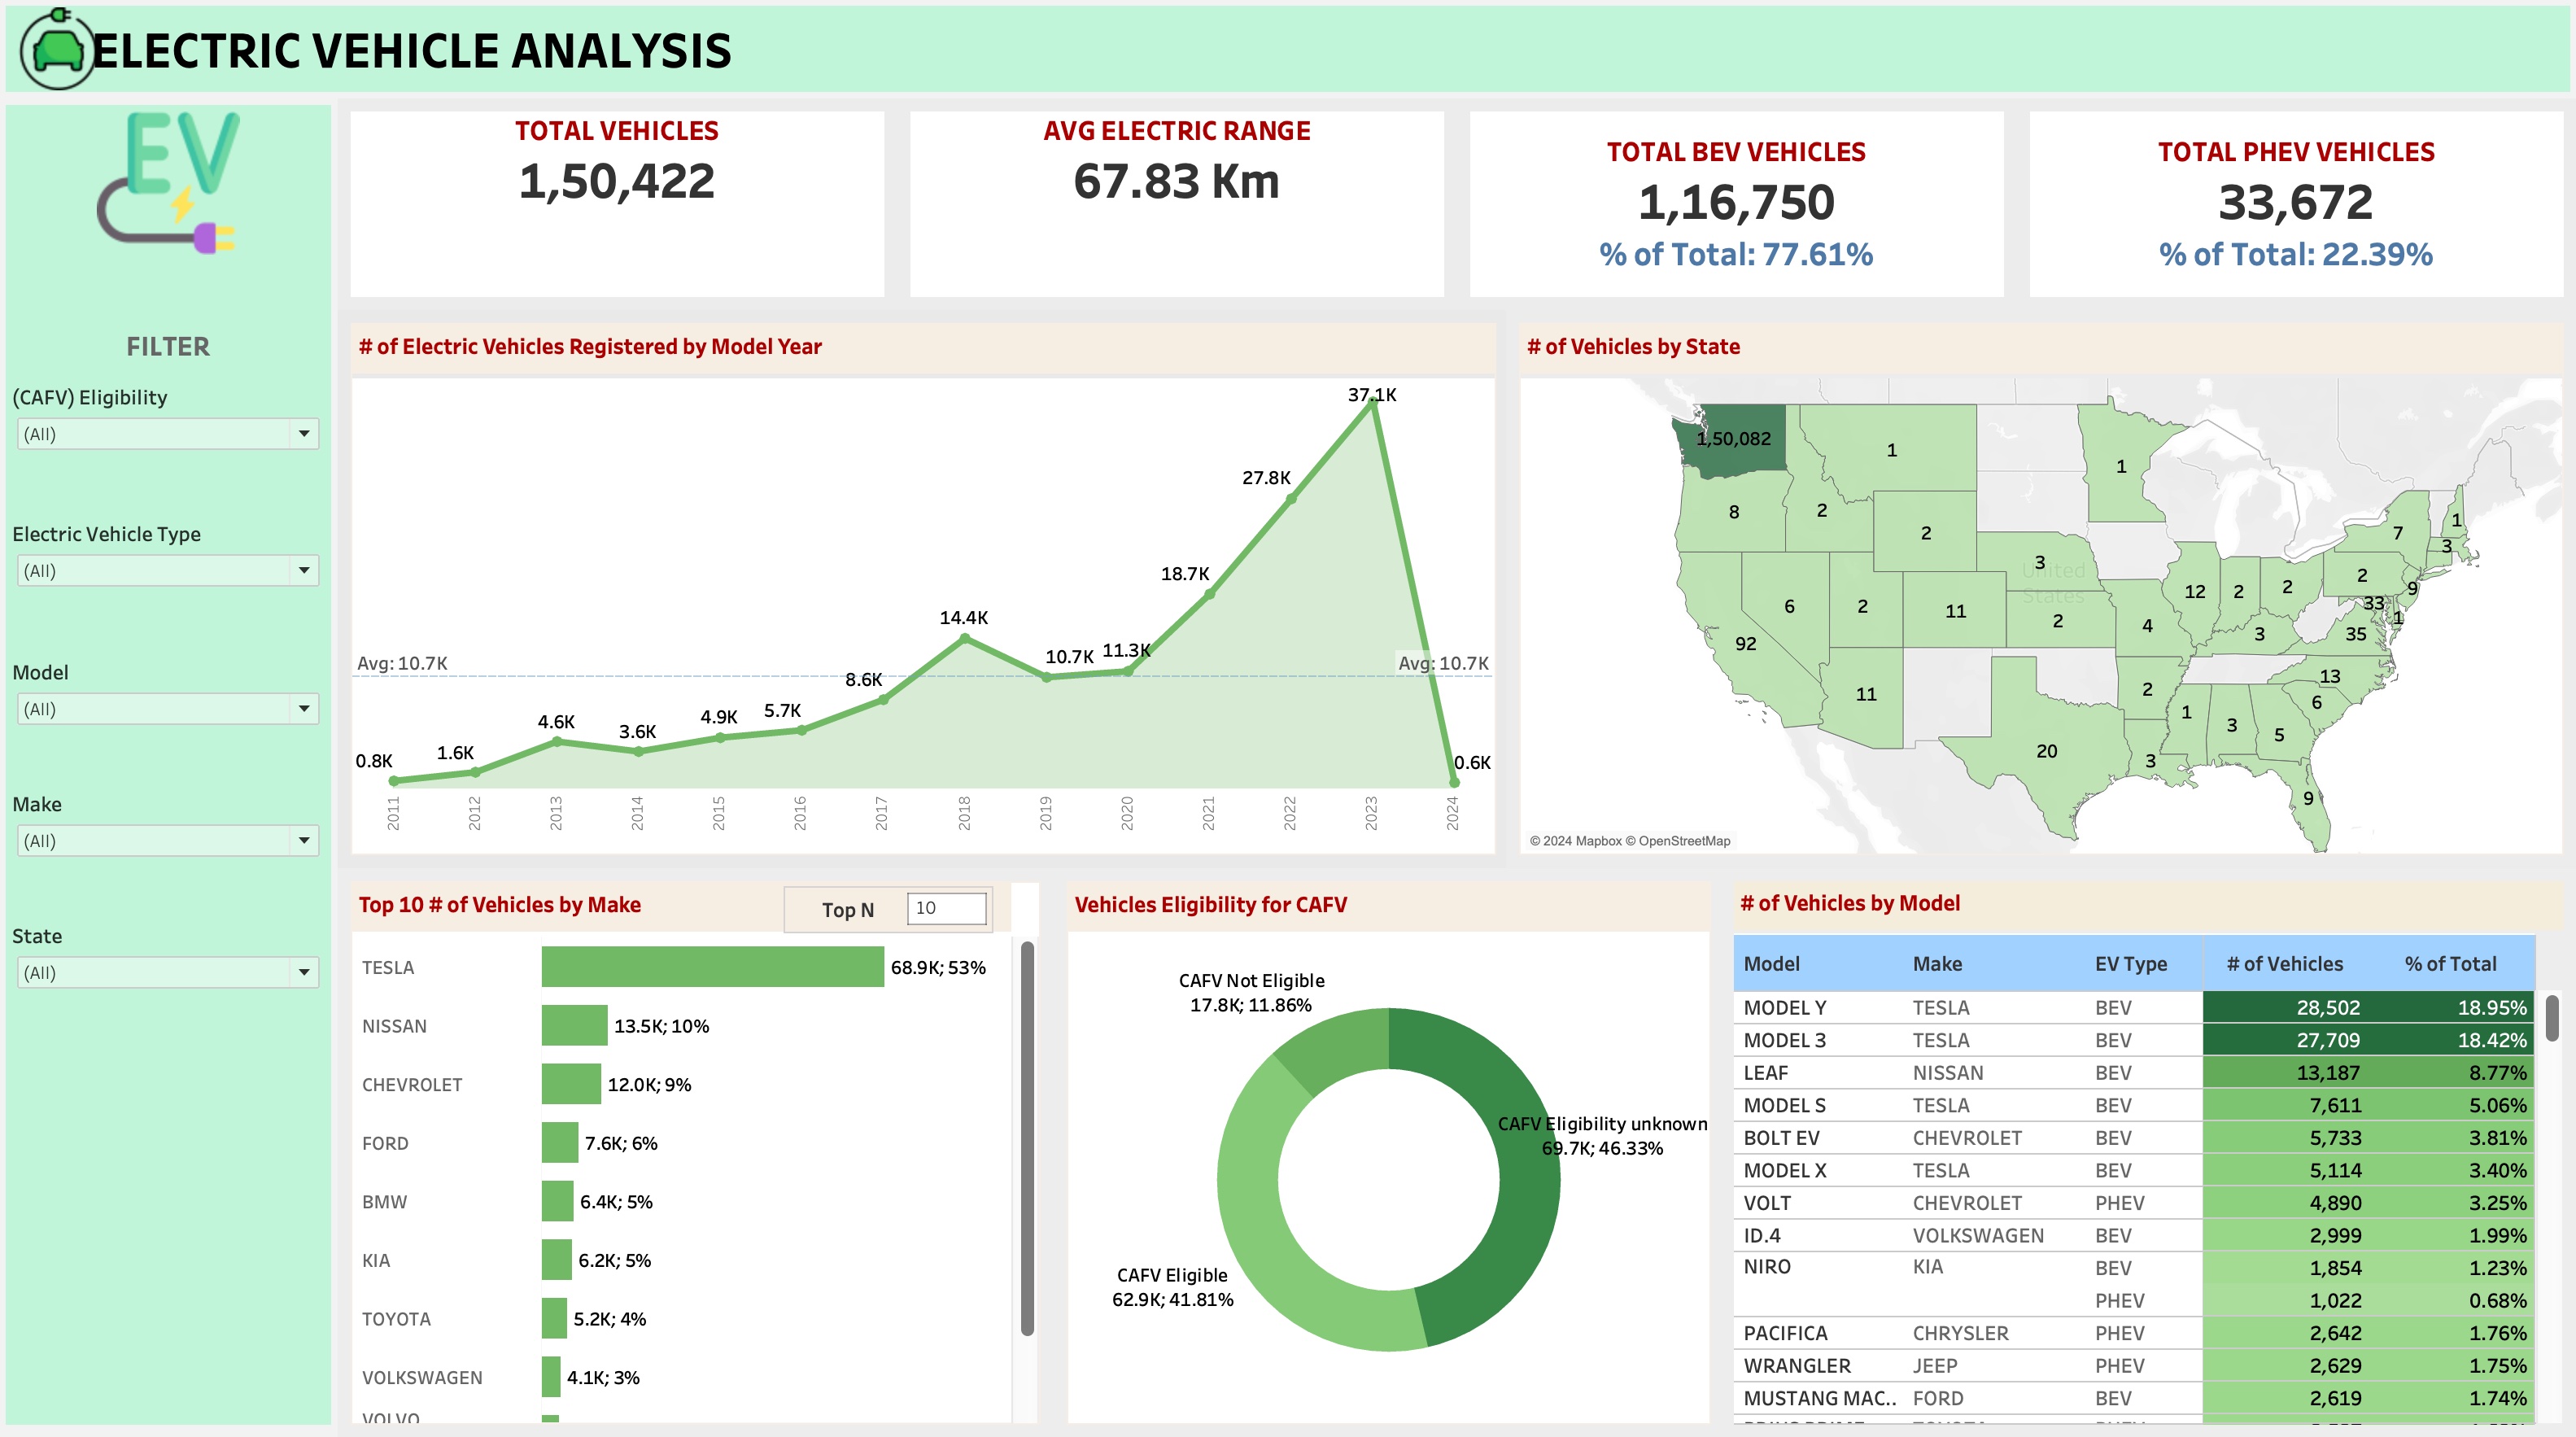 ELECTRIC VEHICLE ANALYSIS
EV
FILTER
(CAFV) Eligibility
(All)
Electric Vehicle Type
(All)
Model
(All)
Make
(All)
State
(All)
TOTAL VEHICLES
1,50,422
AVG ELECTRIC RANGE
67.83 Km
TOTAL BEV VEHICLES
1,16,750
% of Total: 77.61%
TOTAL PHEV VEHICLES
33,672
% of Total: 22.39%
# of Electric Vehicles Registered by Model Year
37.1K
27.8K
18.7K
14.4K
10.7K
11.3K
Avg: 10.7K
Avg: 10.7K
8.6K
5.7K
4.9K
3.6K
4.6K
1.6K
0.8K
0.6K
2011
2012
2013
2014
2015
2016
2017
2018
2019
2020
2021
2022
2023
2024
# of Vehicles by State
1,50,082
1
1
8
2
2
7
1
3
3
United
States
6
2
11
2
12
2
2
2
9
33
1
92
4
3
35
11
2
13
6
1
3
5
20
3
9
© 2024 Mapbox © OpenStreetMap
Top 10 # of Vehicles by Make
Top N
10
TESLA
68.9K; 53%
NISSAN
13.5K; 10%
CHEVROLET
12.0K; 9%
FORD
7.6K; 6%
BMW
6.4K; 5%
KIA
6.2K; 5%
TOYOTA
5.2K; 4%
VOLKSWAGEN
4.1K; 3%
VOLVO
Vehicles Eligibility for CAFV
CAFV Not Eligible
17.8K; 11.86%
CAFV Eligibility unknown
69.7K; 46.33%
CAFV Eligible
62.9K; 41.81%
# of Vehicles by Model
Model Make EV Type # of Vehicles % of Total
MODEL Y TESLA BEV 28,502 18.95%
MODEL 3 TESLA BEV 27,709 18.42%
LEAF NISSAN BEV 13,187 8.77%
MODEL S TESLA BEV 7,611 5.06%
BOLT EV CHEVROLET BEV 5,733 3.81%
MODEL X TESLA BEV 5,114 3.40%
VOLT CHEVROLET PHEV 4,890 3.25%
ID.4 VOLKSWAGEN BEV 2,999 1.99%
NIRO KIA BEV 1,854 1.23%
PHEV 1,022 0.68%
PACIFICA CHRYSLER PHEV 2,642 1.76%
WRANGLER JEEP PHEV 2,629 1.75%
MUSTANG MAC.. FORD BEV 2,619 1.74%